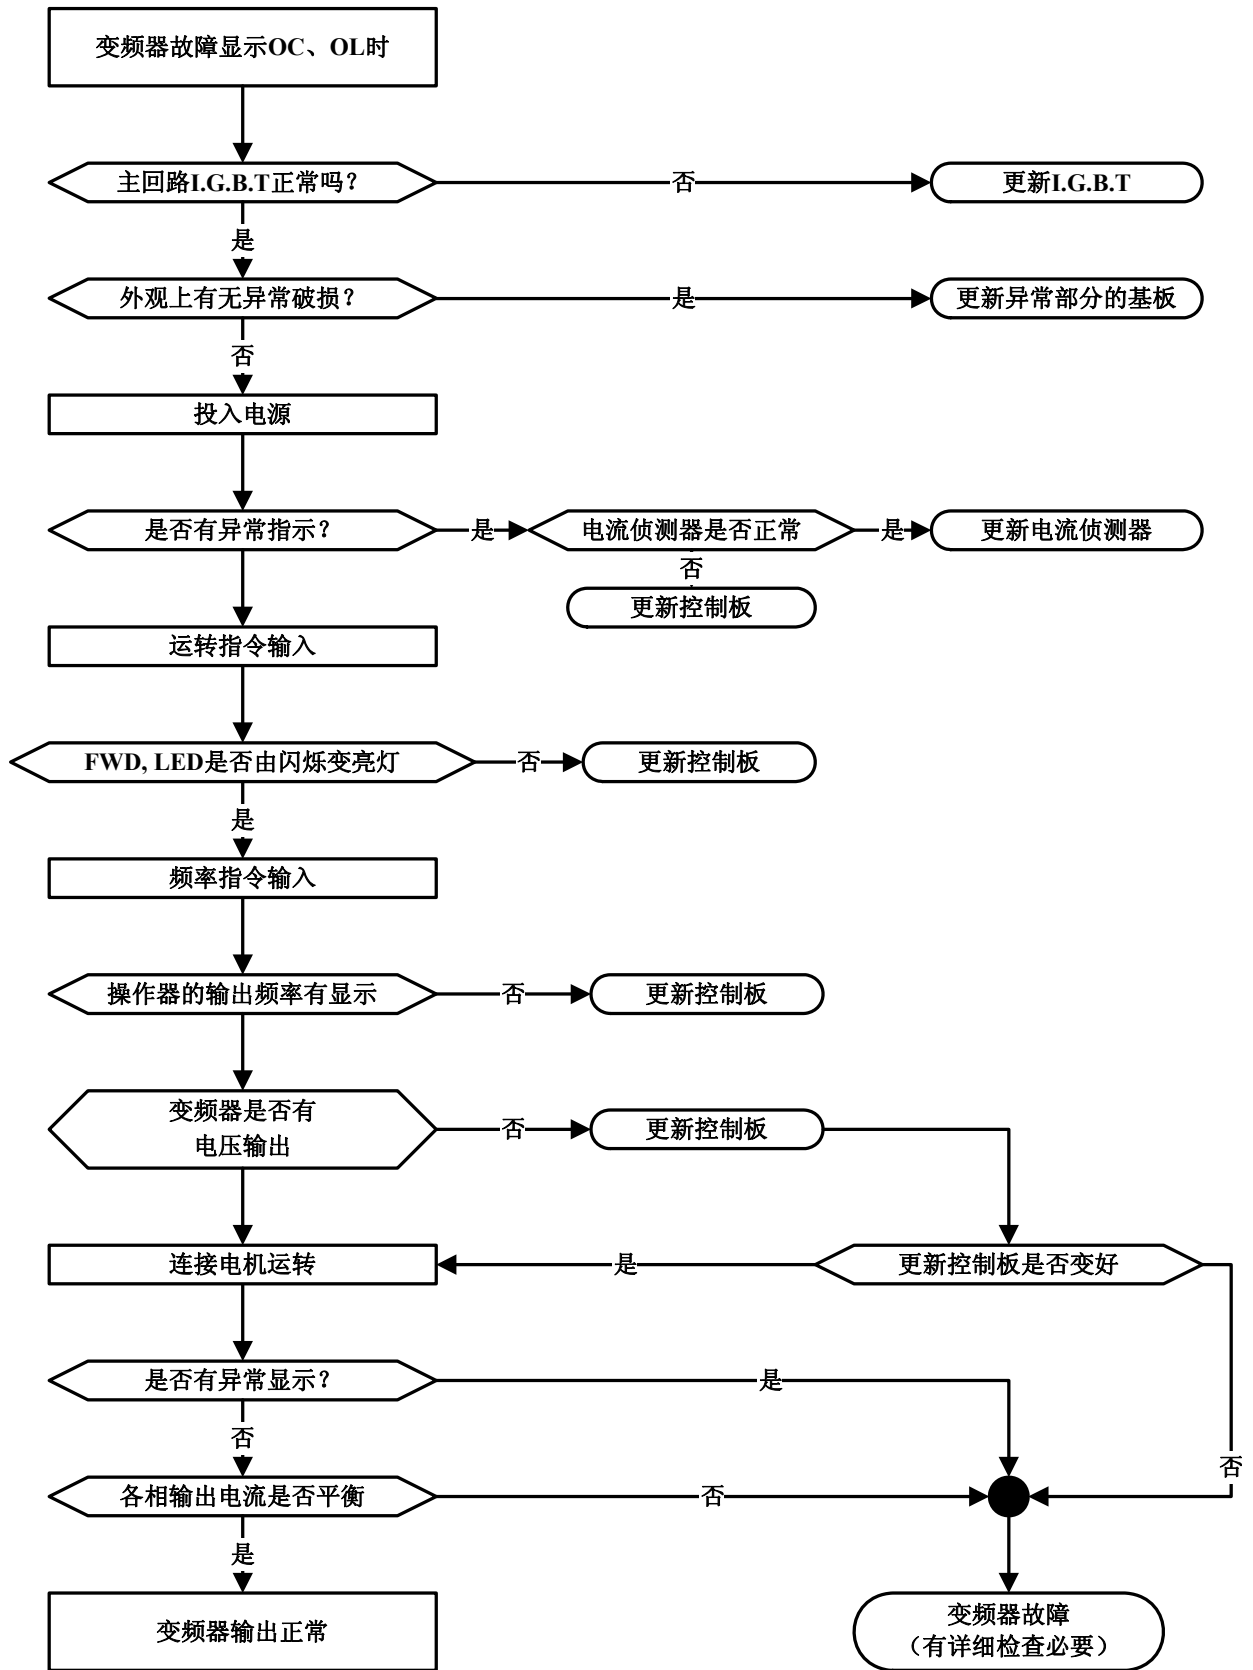 变频器故障显示OC、OL时
主回路I.G.B.T正常吗？
否
更新I.G.B.T
是
外观上有无异常破损？
是
更新异常部分的基板
否
投入电源
是否有异常指示？
是
电流侦测器是否正常
是
更新电流侦测器
否
更新控制板
运转指令输入
FWD, LED是否由闪烁变亮灯
否
更新控制板
是
频率指令输入
操作器的输出频率有显示
否
更新控制板
变频器是否有
电压输出
否
更新控制板
连接电机运转
是
更新控制板是否变好
是否有异常显示？
是
否
否
各相输出电流是否平衡
否
是
变频器输出正常
变频器故障
（有详细检查必要）